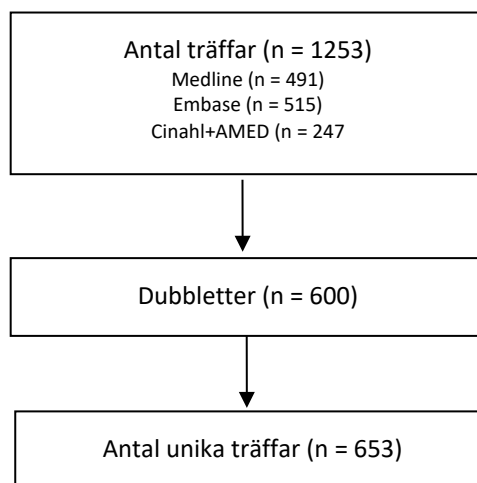 Antal träffar (n = 1253)
Medline (n = 491)
Embase (n = 515)
Cinahl+AMED (n = 247
Dubbletter (n = 600)
Antal unika träffar (n = 653)